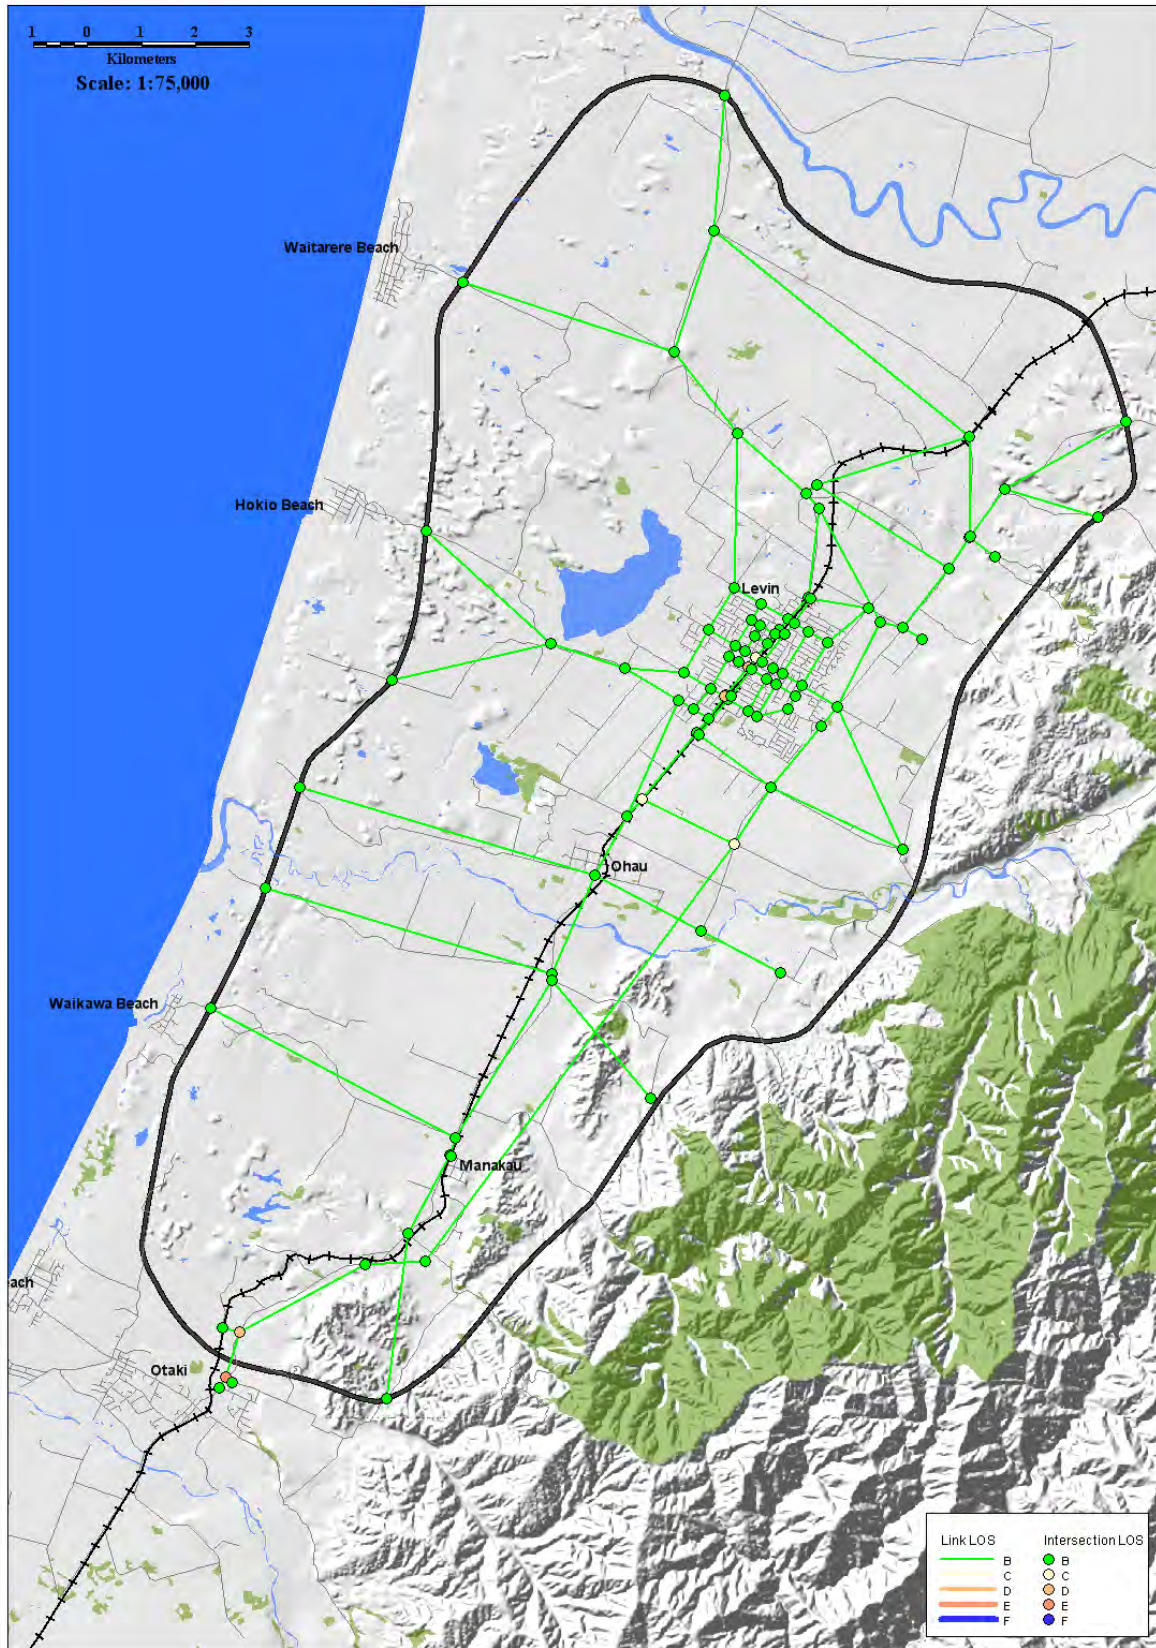 1 0 1 2 3
Kilometers
Scale: 1:75,000
Waitarere Beach
Hokio Beach
Levin
Ohau
Waikawa Beach
Manakau
ach
Otaki
Link LOS Intersection LOS
B B
C C
D D
E E
F F